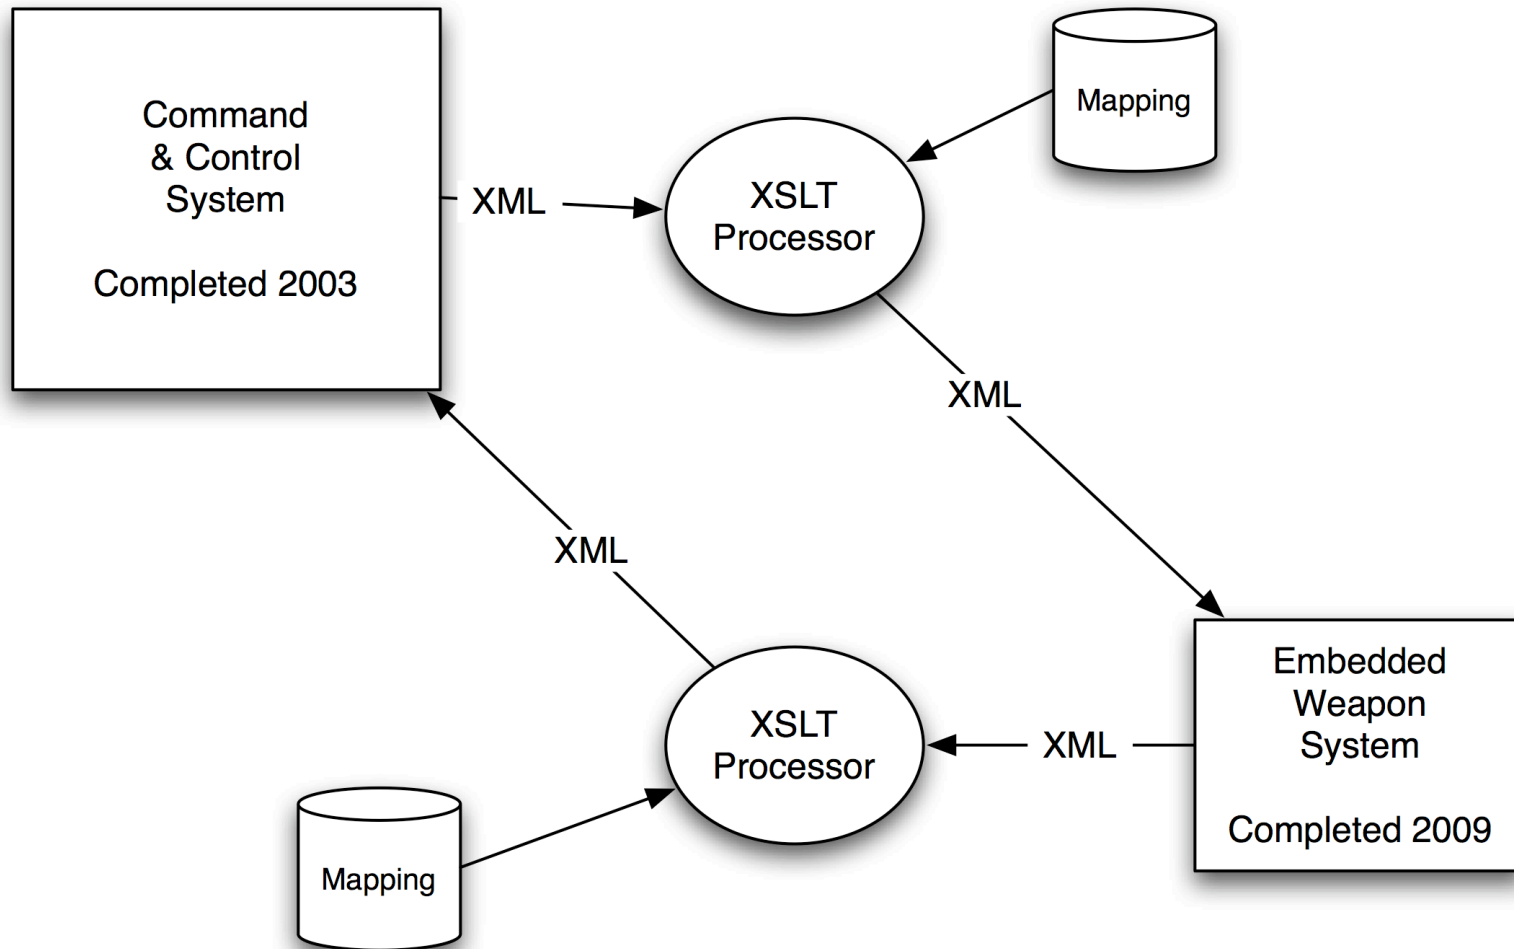 Command
& Control
System
Completed 2003
XML
XSLT
Processor
Mapping
XML
XML
XSLT
Processor
XML
Embedded
Weapon
System
Completed 2009
Mapping